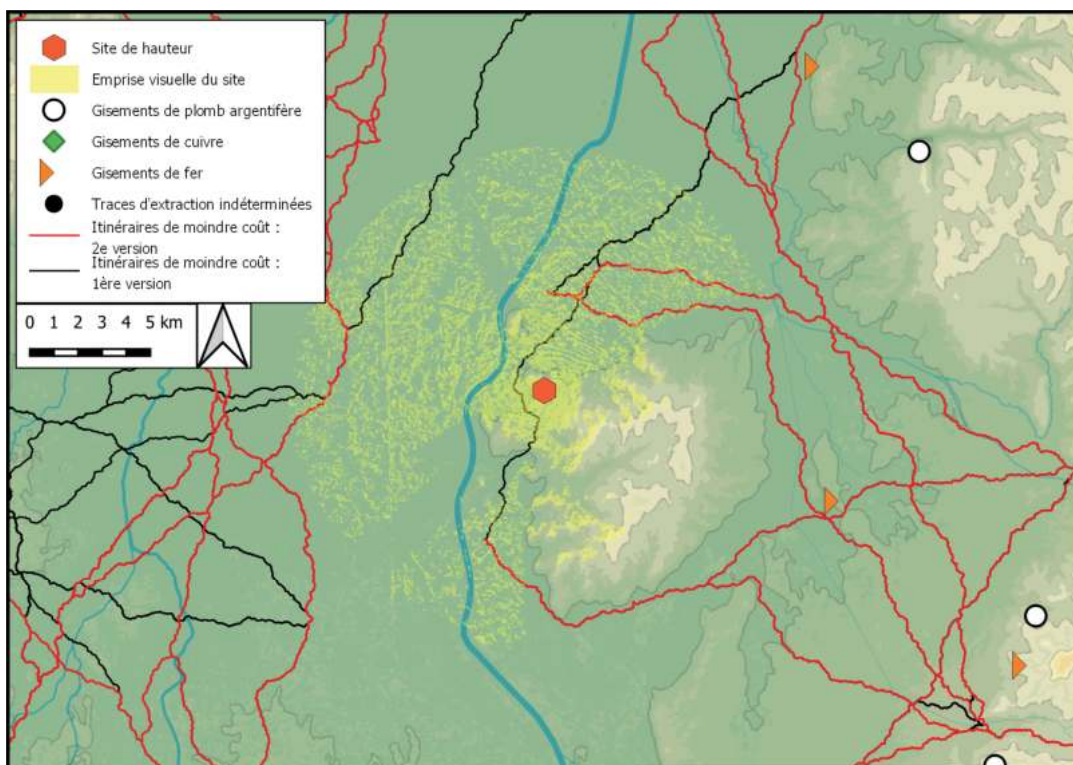 Site de hauteur
Emprise visuelle du site
Gisements de plomb argentifère
Gisements de cuivre
Gisements de fer
Traces d'extraction indéterminées
Itinéraires de moindre coût :
2e version
Itinéraires de moindre coût :
1ère version
0 1 2 3 4 5 km